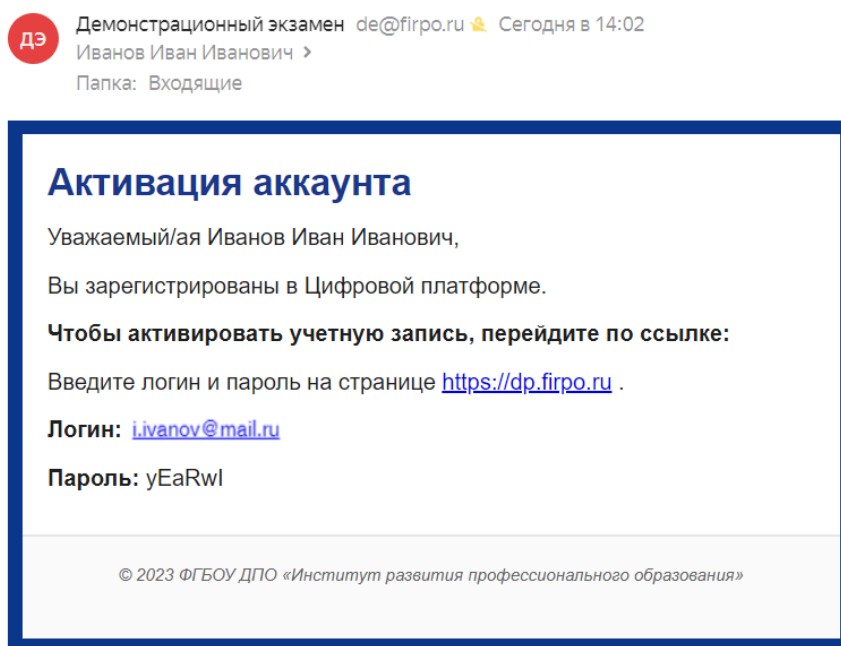 ДЭ
Демонстрационный экзамен de@firpo.ru Сегодня в 14:02
Иванов Иван Иванович >
Папка: Входящие
Активация аккаунта
Уважаемый/ая Иванов Иван Иванович,
Вы зарегистрированы в Цифровой платформе.
Чтобы активировать учетную запись, перейдите по ссылке:
Введите логин и пароль на странице https://dp.firpo.ru .
Логин: i.ivanov@mail.ru
Пароль: yEaRwI
© 2023 ФГБОУ ДПО «Институт развития профессионального образования»